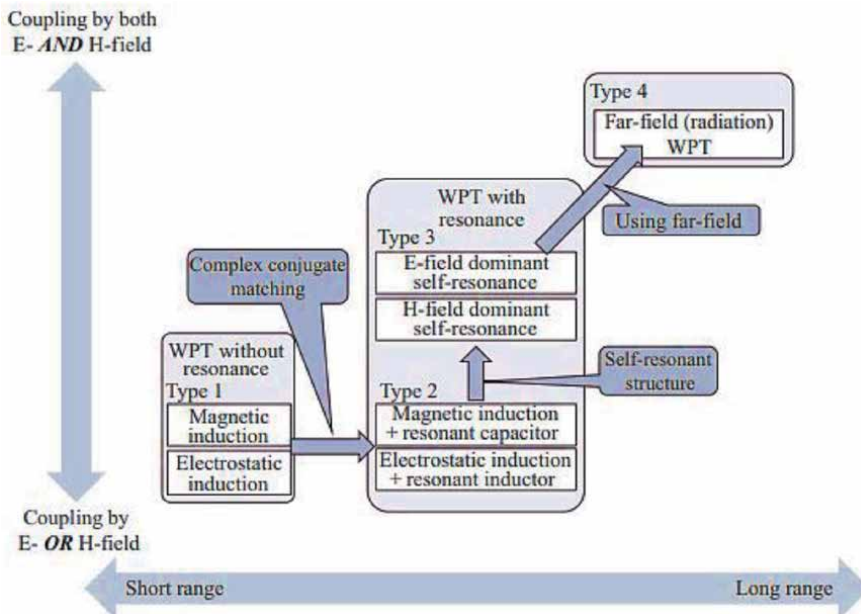 Coupling by both
E- AND H-field
Type 4
Far-field (radiation)
WPT
Using far-field
WPT with
resonance
Type 3
E-field dominant
self-resonance
H-field dominant
self-resonance
Complex conjugate
matching
WPT without
resonance
Type 1
Magnetic
induction
Electrostatic
induction
Self-resonant
structure
Type 2
Magnetic induction
+ resonant capacitor
Electrostatic induction
+ resonant inductor
Coupling by
E- OR H-field
Short range
Long range